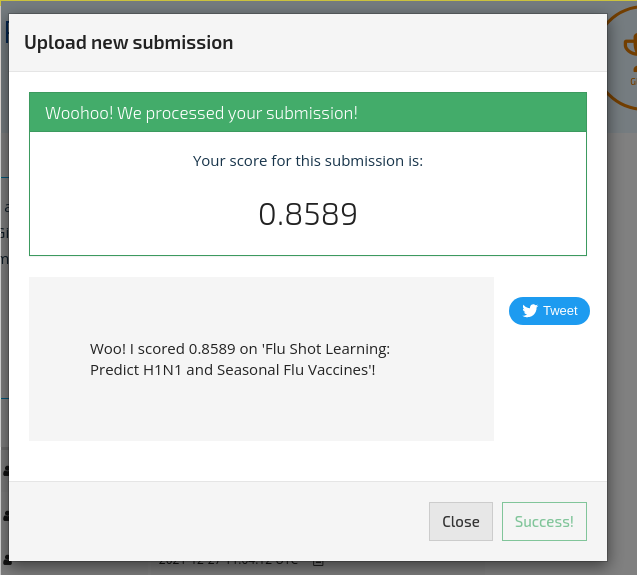 Upload new submission
Woohoo! We processed your submission!
Your score for this submission is:
0.8589
Tweet
Woo! I scored 0.8589 on 'Flu Shot Learning:
Predict H1N1 and Seasonal Flu Vaccines'!
Close
Success!